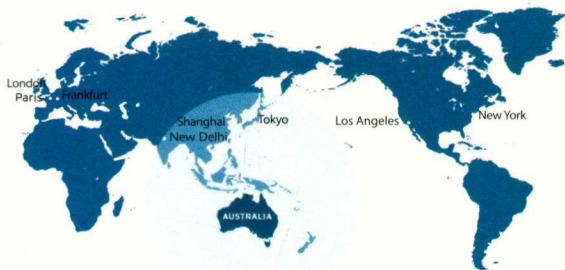 London
Paris
Frankfurt
Shanghai
New Delhi
Tokyo
Los Angeles
New York
AUSTRALIA